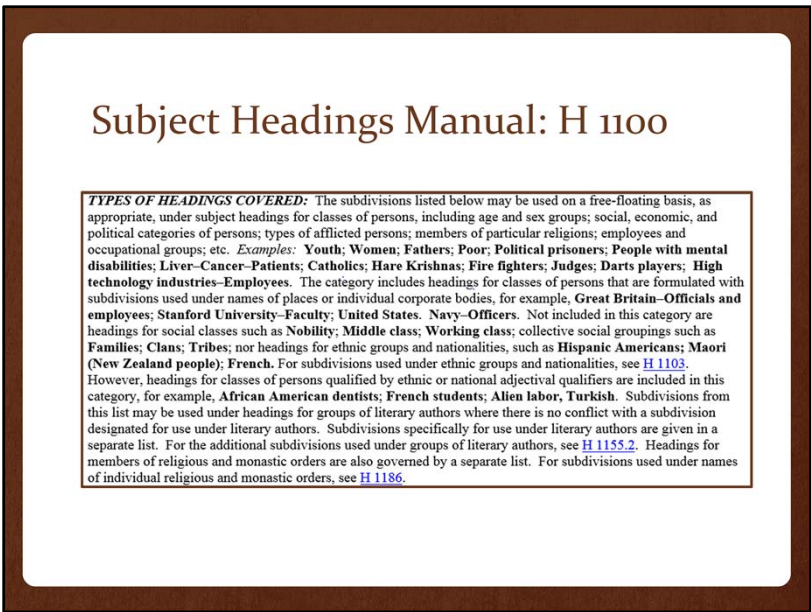 Subject Headings Manual: H 1100
TYPES OF HEADINGS COVERED: The subdivisions listed below may be used on a free-floating basis, as
appropriate, under subject headings for classes of persons, including age and sex groups; social, economic, and
political categories of persons; types of afflicted persons; members of particular religions; employees and
occupational groups; etc. Examples: Youth; Women; Fathers; Poor; Political prisoners; People with mental
disabilities; Liver–Cancer–Patients; Catholics; Hare Krishnas; Fire fighters; Judges; Darts players; High
technology industries–Employees. The category includes headings for classes of persons that are formulated with
subdivisions used under names of places or individual corporate bodies, for example, Great Britain–Officials and
employees; Stanford University–Faculty; United States. Navy–Officers. Not included in this category are
headings for social classes such as Nobility; Middle class; Working class; collective social groupings such as
Families; Clans; Tribes; nor headings for ethnic groups and nationalities, such as Hispanic Americans; Maori
(New Zealand people); French. For subdivisions used under ethnic groups and nationalities, see H 1103.
However, headings for classes of persons qualified by ethnic or national adjectival qualifiers are included in this
category, for example, African American dentists; French students; Alien labor, Turkish. Subdivisions from
this list may be used under headings for groups of literary authors where there is no conflict with a subdivision
designated for use under literary authors. Subdivisions specifically for use under literary authors are given in a
separate list. For the additional subdivisions used under groups of literary authors, see H 1155.2. Headings for
members of religious and monastic orders are also governed by a separate list. For subdivisions used under names
of individual religious and monastic orders, see H 1186.